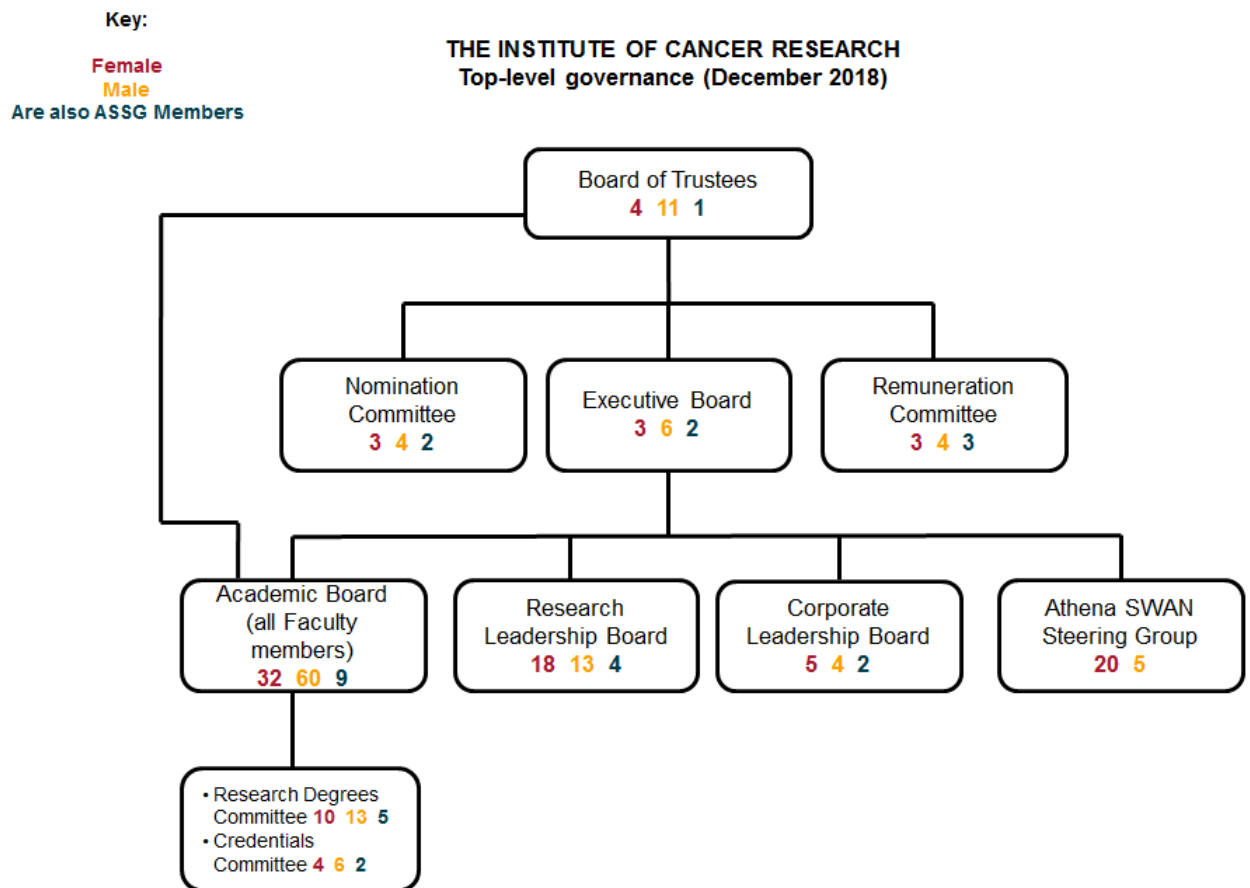 Key:
Female
Male
Are also ASSG Members
THE INSTITUTE OF CANCER RESEARCH
Top-level governance (December 2018)
Board of Trustees
4 11 1
Nomination
Committee
3 4 2
Executive Board
3 6 2
Remuneration
Committee
3 4 3
Academic Board
(all Faculty
members)
32 60 9
Research
Leadership Board
18 13 4
Corporate
Leadership Board
5 4 2
Athena SWAN
Steering Group
20 5
• Research Degrees
Committee 10 13 5
• Credentials
Committee 4 6 2